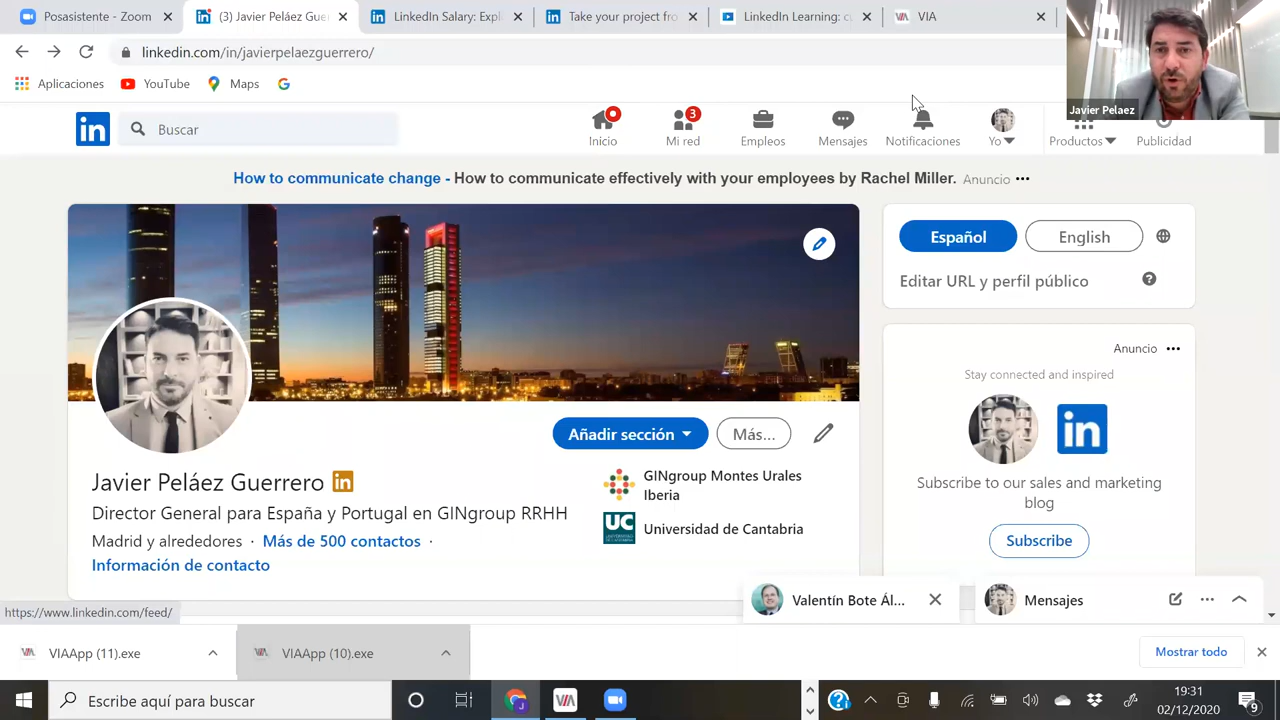 Posasistente - Zoom
(3) Javier Peláez Gue
LinkedIn Salary: Expl
Take your project fro
LinkedIn Learning: cu
VIA
linkedin.com/in/javierpelaezguerrero/
Aplicaciones
YouTube
Maps
Javier Pelaez
Buscar
3
Inicio
Mi red
Empleos
Mensajes
Notificaciones
Yo
Productos
Publicidad
How to communicate change - How to communicate effectively with your employees by Rachel Miller. Anuncio
Español
English
Editar URL y perfil público
Anuncio
Stay connected and inspired
Añadir sección
Más...
Javier Peláez Guerrero
GINgroup Montes Urales
Iberia
Director General para España y Portugal en GINgroup RRHH
UC
Universidad de Cantabria
Madrid y alrededores · Más de 500 contactos ·
Información de contacto
Subscribe to our sales and marketing
blog
Subscribe
Valentín Bote Ál...
Mensajes
https://www.linkedin.com/feed/
VIAApp (11).exe
VIAApp (10).exe
Mostrar todo
Escribe aquí para buscar
VIA
19:31
02/12/2020
9